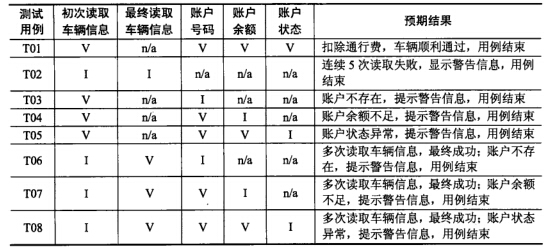 测试用例 初次读取车辆信息 最终读取车辆信息 账户号码 账户余额 账户状态 预期结果
T01 V n/a V V V 扣除通行费，车辆顺利通过，用例结束
T02 I I n/a n/a n/a 连续5次读取失败，显示警告信息，用例
结束
T03 V n/a I n/a n/a 账户不存在，提示警告信息，用例结束
T04 V n/a V I n/a 账户余额不足，提示警告信息，用例结束
T05 V n/a V V I 账户状态异常，提示警告信息，用例结束
T06 I V I n/a n/a 多次读取车辆信息，最终成功；账户不存
在，提示警告信息，用例结束
T07 I V V I n/a 多次读取车辆信息，最终成功；账户余额
不足，提示警告信息，用例结束
T08 I V V V I 多次读取车辆信息，最终成功；账户状态
异常，提示警告信息，用例结束